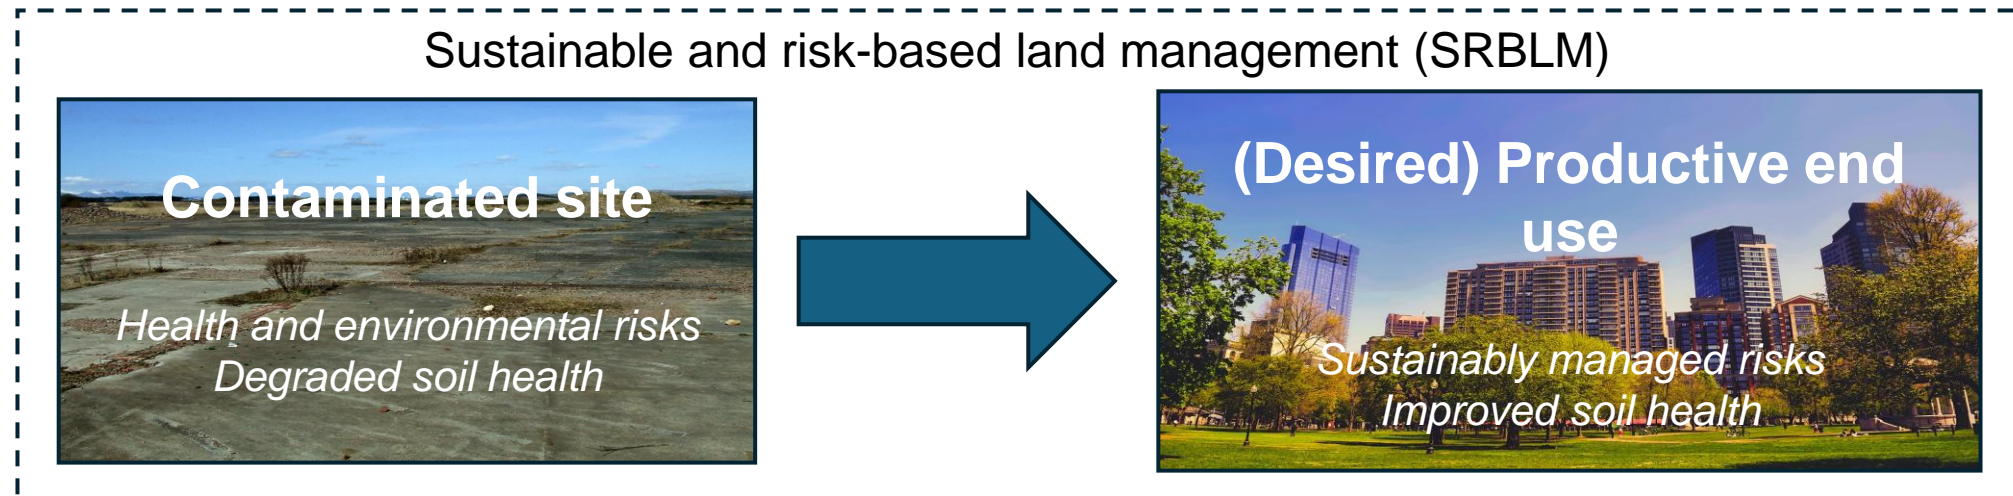 Sustainable and risk-based land management (SRBLM)
Contaminated site
Health and environmental risks
Degraded soil health
(Desired) Productive end
use
Sustainably managed risks
Improved soil health